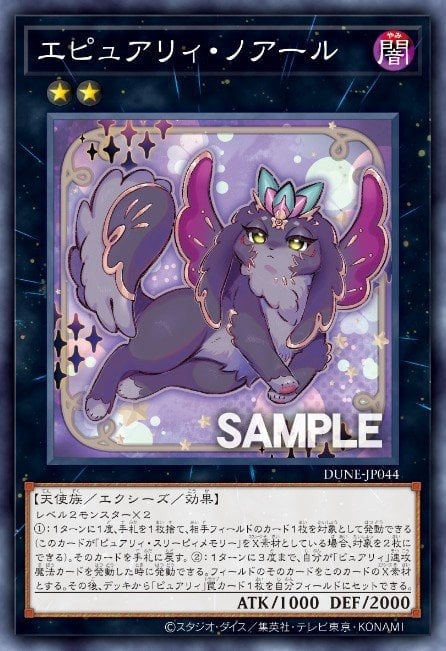 エピュアリィ・ノアール
やみ
闇
SAMPLE
DUNE-JP044
【天使族／エクシーズ／効果】
レベル2モンスター×2
①：1ターンに1度、手札を1枚捨て、相手フィールドのカード1枚を対象として発動できる
(このカードが「ピュアリィ・スリーピィメモリー」をX素材としている場合、対象を2枚に
できる)。そのカードを手札に戻す。②：1ターンに3度まで、自分が「ピュアリィ」速攻
魔法カードを発動した時に発動できる。フィールドのそのカードをこのカードのX素材
とする。その後、デッキから「ピュアリィ」罠カード1枚を自分フィールドにセットできる。
ATK/1000 DEF/2000
©スタジオ・ダイス／集英社・テレビ東京・KONAMI